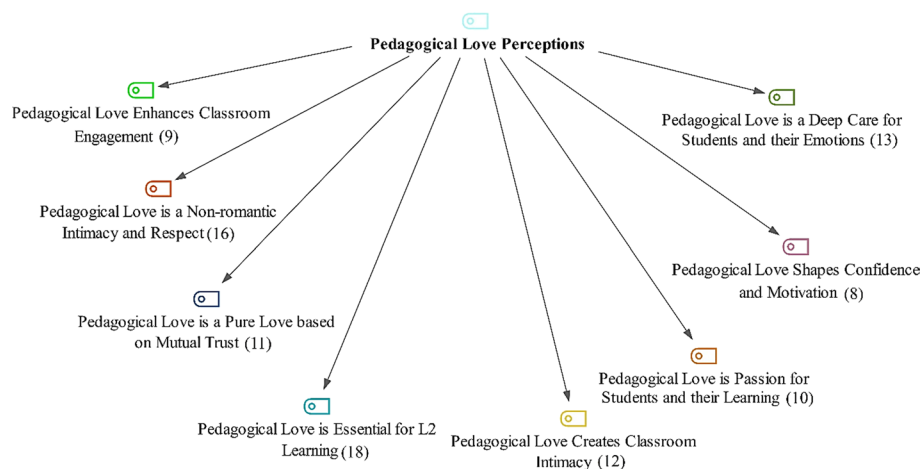 Pedagogical Love Perceptions
Pedagogical Love Enhances Classroom
Engagement (9)
Pedagogical Love is a Deep Care for
Students and their Emotions (13)
Pedagogical Love is a Non-romantic
Intimacy and Respect (16)
Pedagogical Love Shapes Confidence
and Motivation (8)
Pedagogical Love is a Pure Love based
on Mutual Trust (11)
Pedagogical Love is Passion for
Students and their Learning (10)
Pedagogical Love is Essential for L2
Learning (18)
Pedagogical Love Creates Classroom
Intimacy (12)